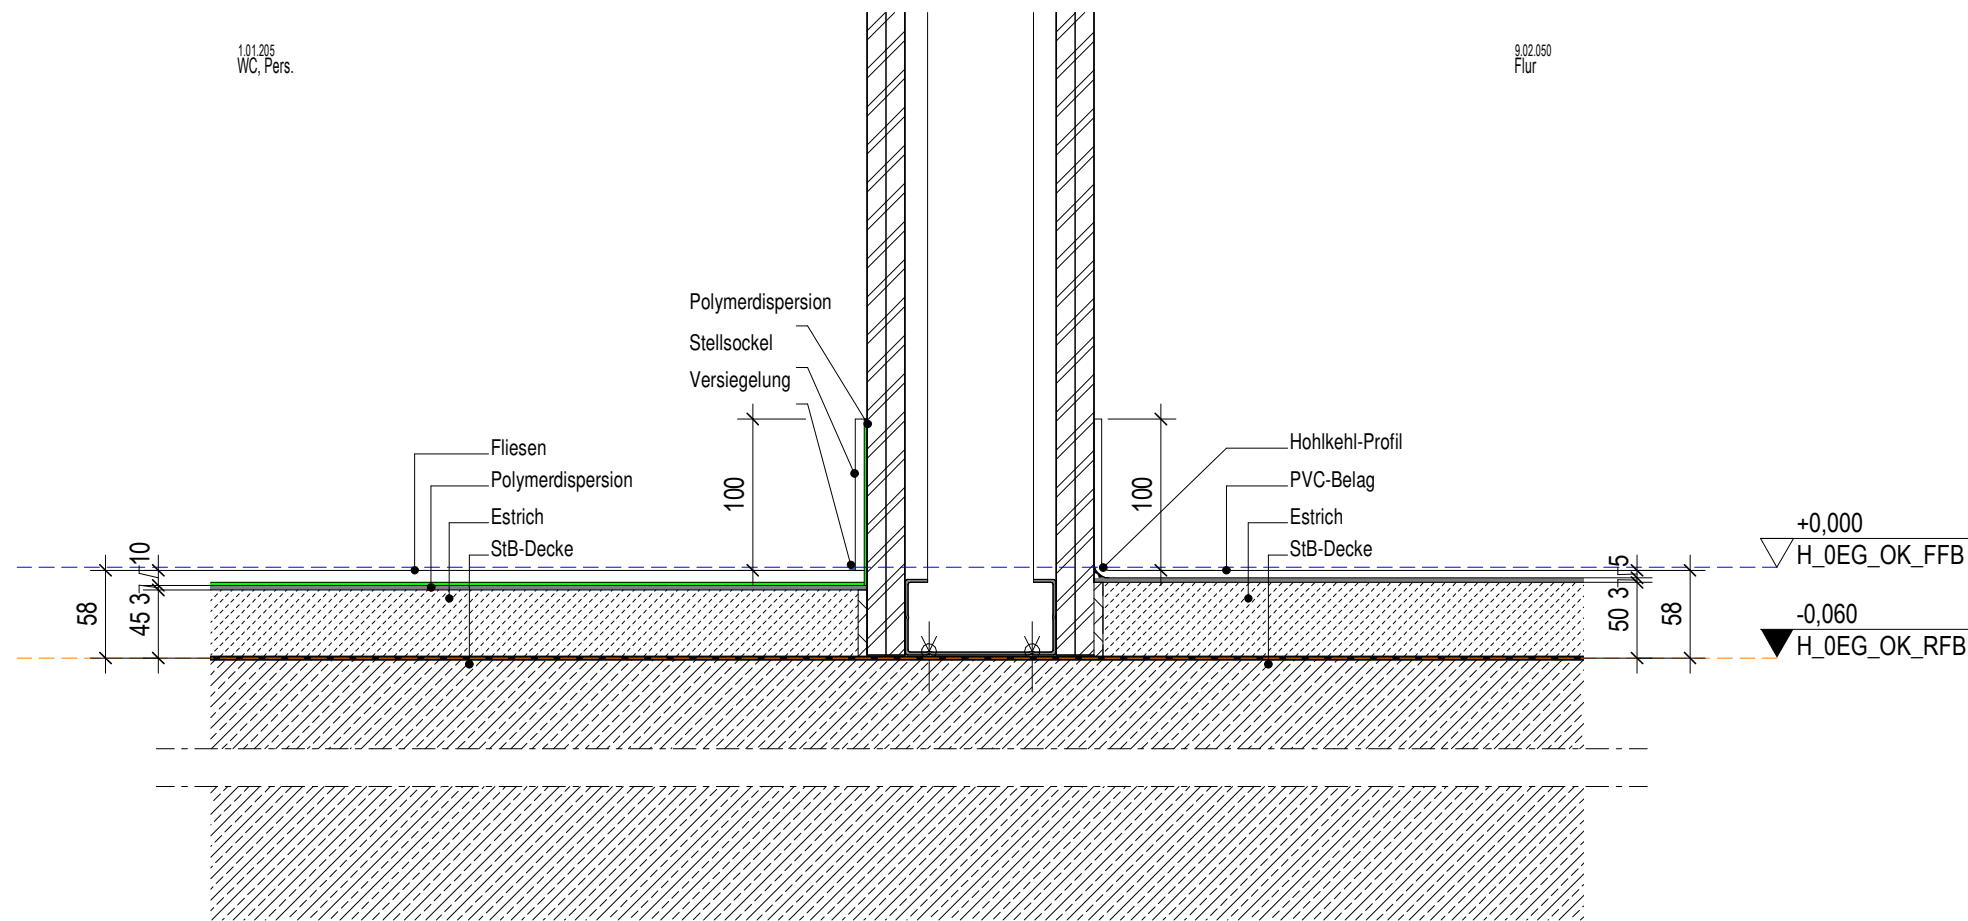 1.01.205
WC, Pers.
9.02.050
Flur
Polymerdispersion
Stellsockel
Versiegelung
Fliesen
Polymerdispersion
Estrich
StB-Decke
100
100
Hohlkehl-Profil
PVC-Belag
Estrich
StB-Decke
10
3
45
58
5
3
50
58
+0,000
H_0EG_OK_FFB
-0,060
H_0EG_OK_RFB